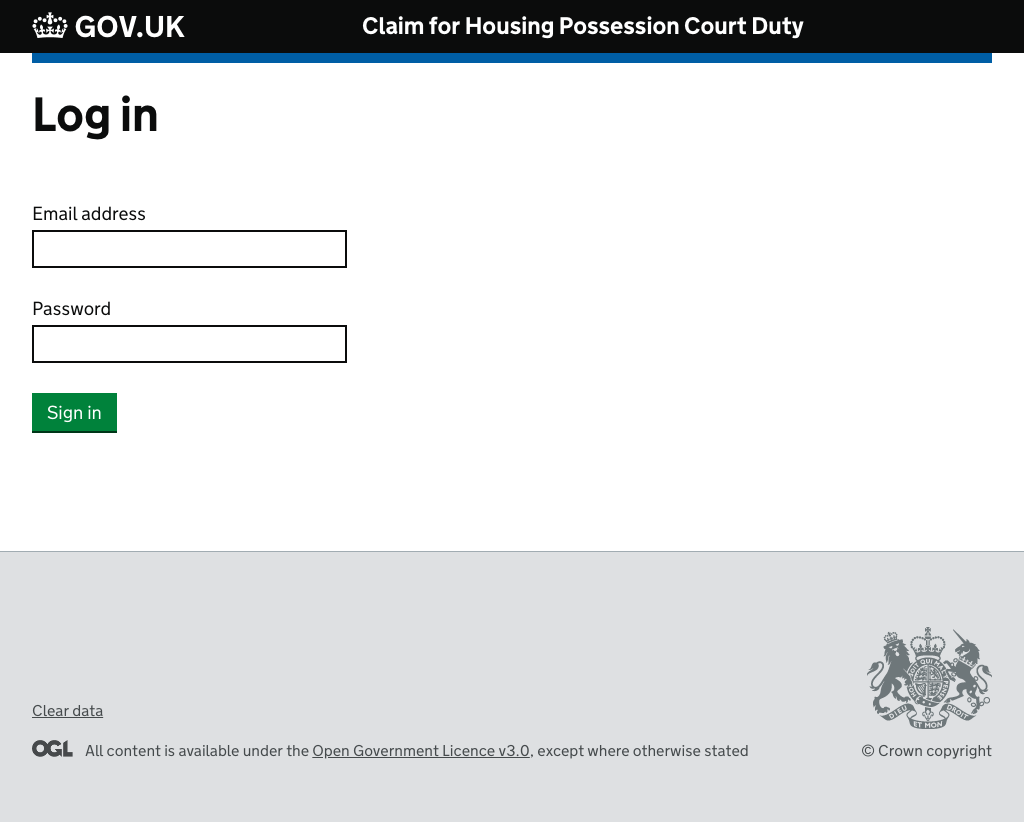 GOV.UK
Claim for Housing Possession Court Duty
Log in
Email address
Password
Sign in
Clear data
OGL All content is available under the Open Government Licence v3.0, except where otherwise stated
© Crown copyright